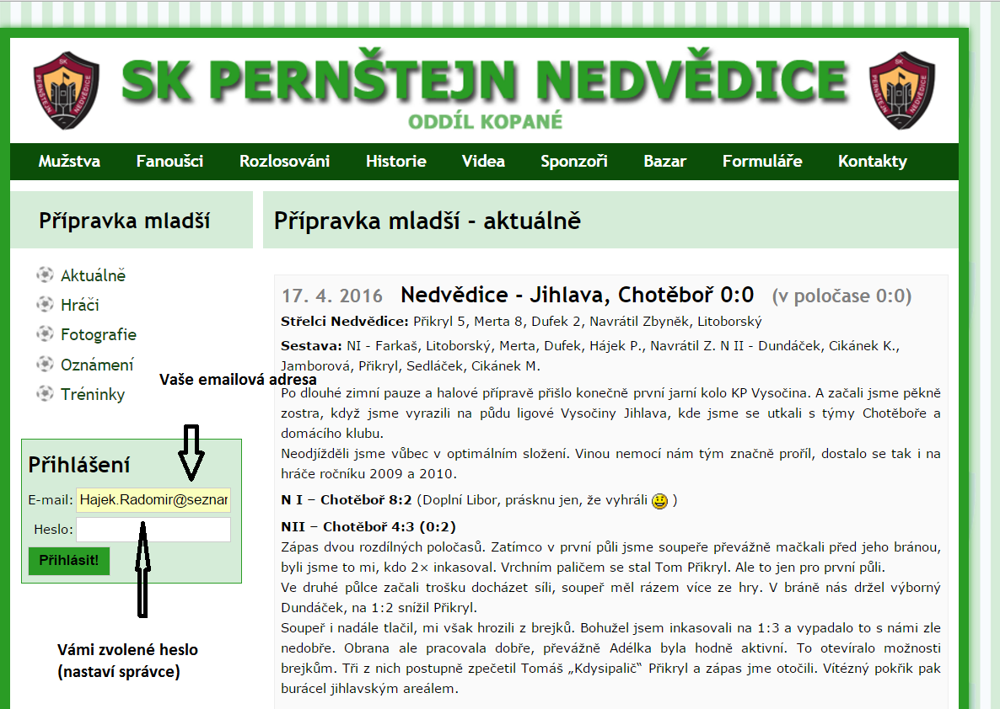 SK PERNŠTEJN NEDVĚDICE
ODDÍL KOPANÉ
SK
PERNŠTEJN
NEDVĚDICE
SK
PERNŠTEJN
NEDVĚDICE
Mužstva Fanoušci Rozlosováni Historie Videa Sponzoři Bazar Formuláře Kontakty
Přípravka mladší
Aktuálně
Hráči
Fotografie
Oznámení
Tréninky
Vaše emailová adresa
Přihlášení
E-mail: Hajek.Radomir@seznar
Heslo:
Přihlásit!
Vámi zvolené heslo
(nastaví správce)
Přípravka mladší - aktuálně
17. 4. 2016 Nedvědice - Jihlava, Chotěboř 0:0 (v poločase 0:0)
Střelci Nedvědice: Přikryl 5, Merta 8, Dufek 2, Navrátil Zbyněk, Litoborský
Sestava: NI - Farkaš, Litoborský, Merta, Dufek, Hájek P., Navrátil Z. N II - Dundáček, Cikánek K.,
Jamborová, Přikryl, Sedláček, Cikánek M.
Po dlouhé zimní pauze a halové přípravě přišlo konečně první jarní kolo KP Vysočina. A začali jsme pěkně
zostra, když jsme vyrazili na půdu ligové Vysočiny Jihlava, kde jsme se utkali s týmy Chotěboře a
domácího klubu.
Neodjížděli jsme vůbec v optimálním složení. Vinou nemocí nám tým značně prořil, dostalo se tak i na
hráče ročníku 2009 a 2010.
N I – Chotěboř 8:2 (Doplní Libor, prásknu jen, že vyhráli )
NII – Chotěboř 4:3 (0:2)
Zápas dvou rozdílných poločasů. Zatímco v první půli jsme soupeře převážně mačkali před jeho bránou,
byli jsme to mi, kdo 2× inkasoval. Vrchním paličem se stal Tom Přikryl. Ale to jen pro první půli.
Ve druhé půlce začali trošku docházet síli, soupeř měl rázem více ze hry. V bráně nás držel výborný
Dundáček, na 1:2 snížil Přikryl.
Soupeř i nadále tlačil, mi však hrozili z brejků. Bohužel jsem inkasovali na 1:3 a vypadalo to s námi zle
nedobře. Obrana ale pracovala dobře, převážně Adélka byla hodně aktivní. To otevíralo možnosti
brejkům. Tři z nich postupně zpečetil Tomáš „Kdysipalič“ Přikryl a zápas jme otočili. Vítězný pokřik pak
burácel jihlavským areálem.